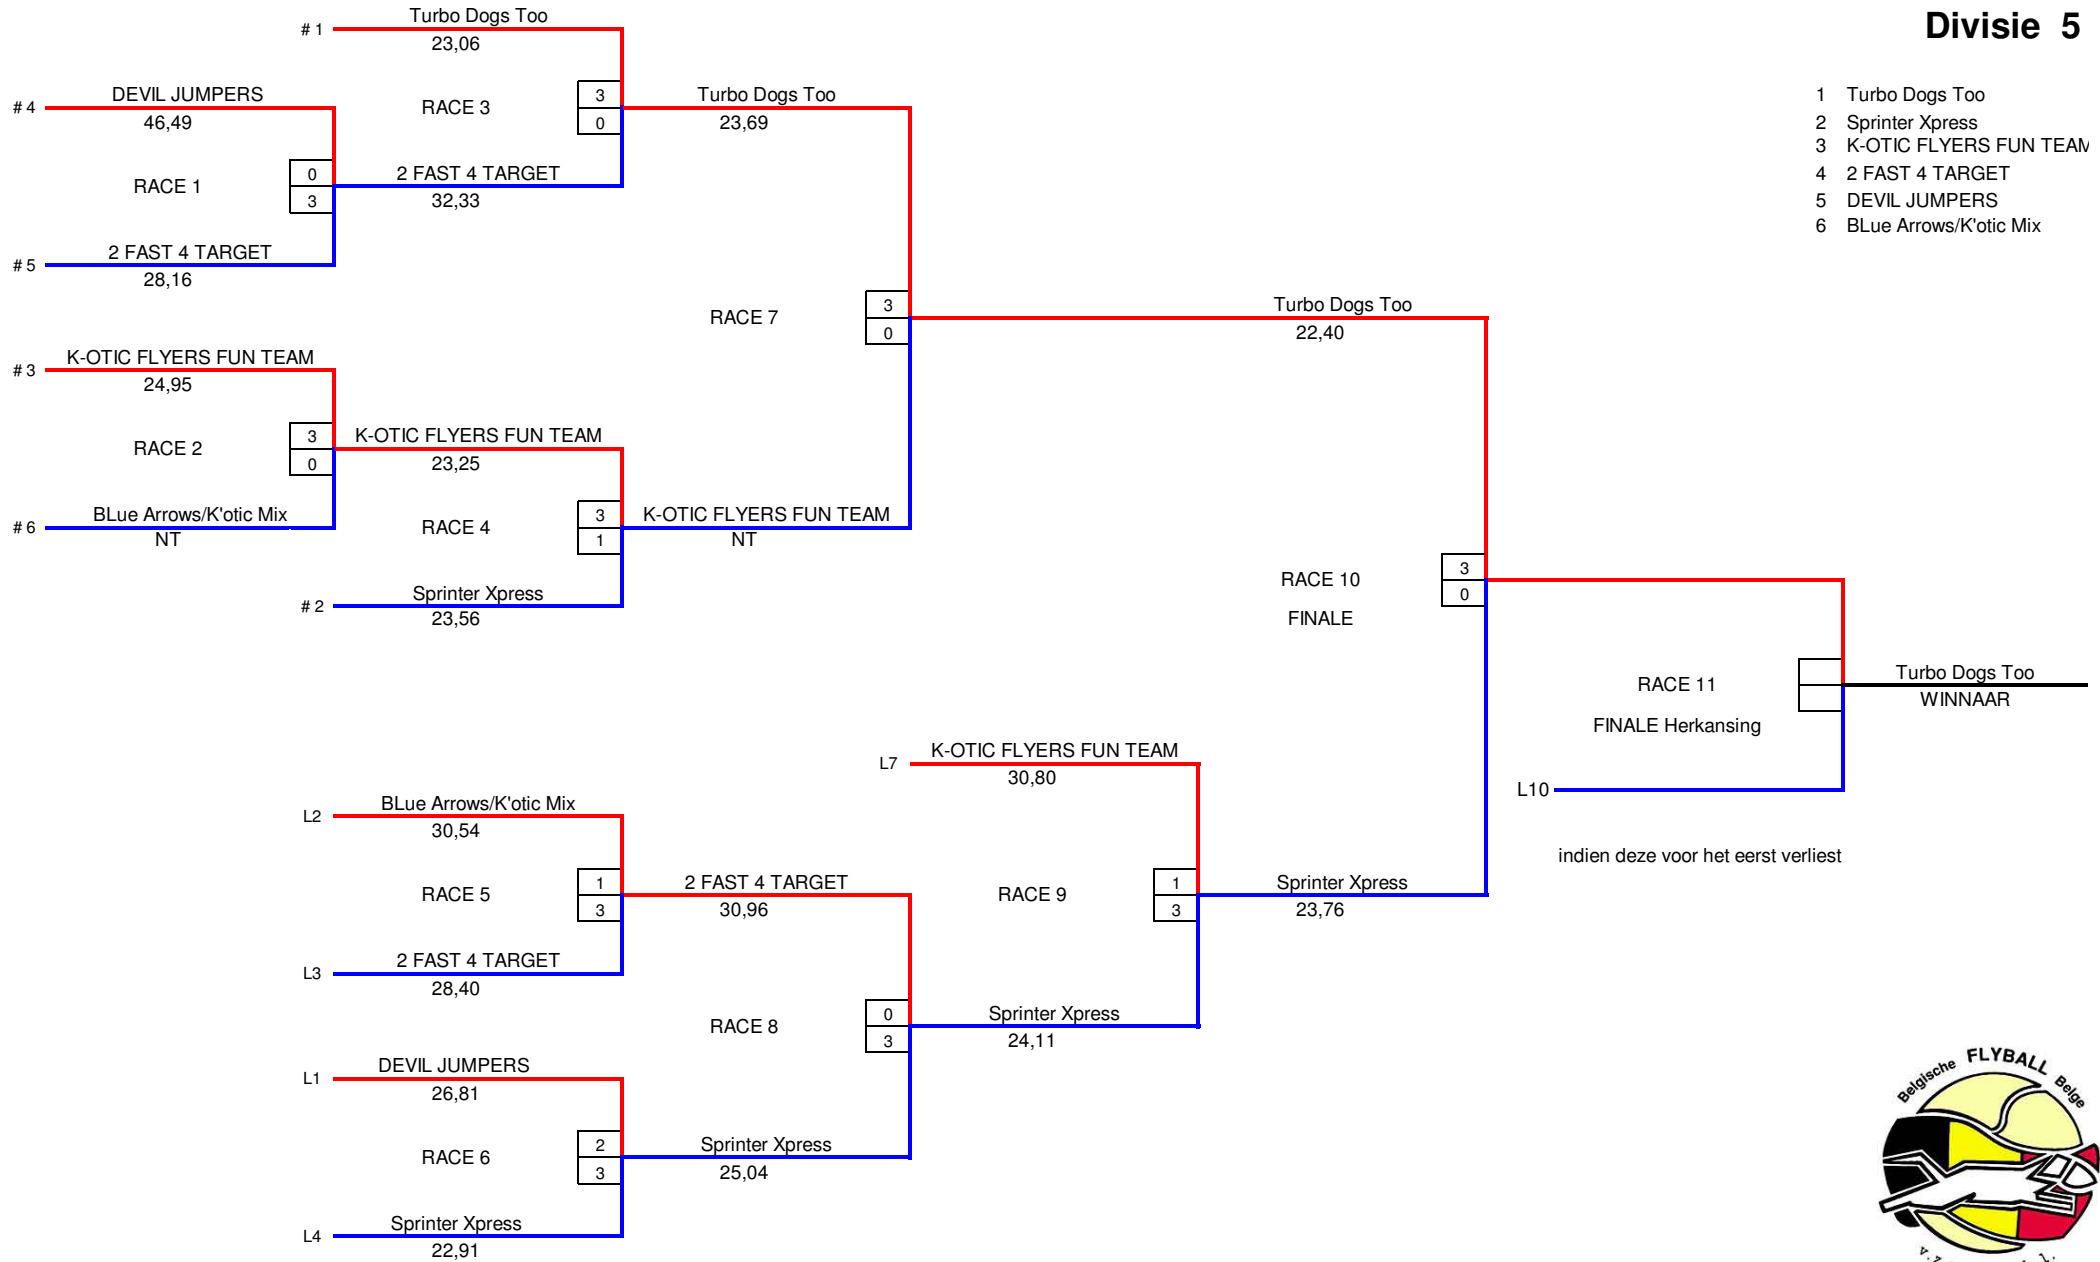 Divisie 5
1 Turbo Dogs Too
2 Sprinter Xpress
3 K-OTIC FLYERS FUN TEAM
4 2 FAST 4 TARGET
5 DEVIL JUMPERS
6 BLue Arrows/K'otic Mix
# 1 Turbo Dogs Too
23,06
# 4 DEVIL JUMPERS
46,49
RACE 1
0
3
# 5 2 FAST 4 TARGET
28,16
RACE 3
3
0
2 FAST 4 TARGET
32,33
# 3 K-OTIC FLYERS FUN TEAM
24,95
RACE 2
3
0
# 6 BLue Arrows/K'otic Mix
NT
K-OTIC FLYERS FUN TEAM
23,25
RACE 4
3
1
# 2 Sprinter Xpress
23,56
Turbo Dogs Too
23,69
RACE 7
3
0
K-OTIC FLYERS FUN TEAM
NT
Turbo Dogs Too
22,40
RACE 10
FINALE
3
0
L2 BLue Arrows/K'otic Mix
30,54
RACE 5
1
3
L3 2 FAST 4 TARGET
28,40
L1 DEVIL JUMPERS
26,81
RACE 6
2
3
L4 Sprinter Xpress
22,91
2 FAST 4 TARGET
30,96
RACE 8
0
3
Sprinter Xpress
25,04
L7 K-OTIC FLYERS FUN TEAM
30,80
RACE 9
1
3
Sprinter Xpress
24,11
Sprinter Xpress
23,76
RACE 11
FINALE Herkansing
L10
indien deze voor het eerst verliest
Turbo Dogs Too
WINNAAR
Belgische FLYBALL Belge